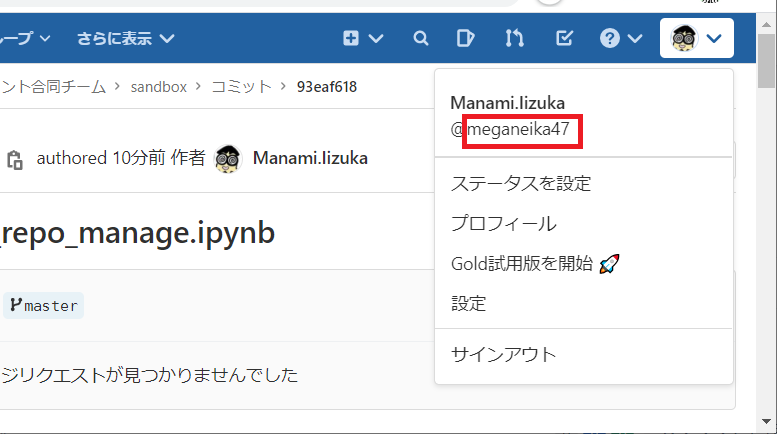 ループ さらに表示
ント合同チーム > sandbox > コミット > 93eaf618
authored 10分前 作者 Manami.Iizuka
_repo_manage.ipynb
master
ジリクエストが見つかりませんでした
Manami.Iizuka
@meganeika47
ステータスを設定
プロフィール
Gold試用版を開始 🚀
設定
サインアウト